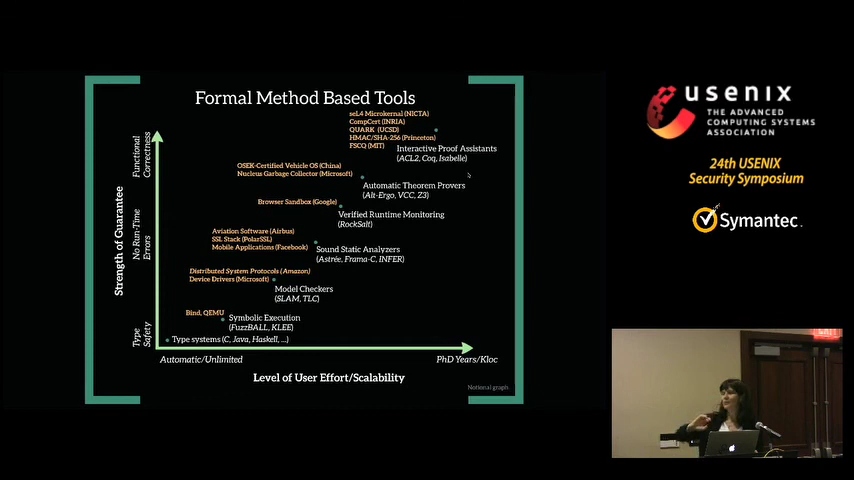 Formal Method Based Tools
seL4 Microkernel (NICTA)
CompCert (INRIA)
QUARK (UCSD)
HMAC/SHA-256 (Princeton)
FSCQ (MIT)
Interactive Proof Assistants
(ACL2, Coq, Isabelle)
OSEK-Certified Vehicle OS (China)
Nucleus Garbage Collector (Microsoft)
Automatic Theorem Provers
(Alt-Ergo, VCC, Z3)
Browser Sandbox (Google)
Verified Runtime Monitoring
(RockSalt)
Aviation Software (Airbus)
SSL Stack (PolarSSL)
Mobile Applications (Facebook)
Sound Static Analyzers
(Astrée, Frama-C, INFER)
Distributed System Protocols (Amazon)
Device Drivers (Microsoft)
Model Checkers
(SLAM, TLC)
Bind, QEMU
Symbolic Execution
(FuzzBALL, KLEE)
Type systems (C, Java, Haskell, ...)
Strength of Guarantee
Functional
Correctness
No Run-Time
Errors
Type
Safety
Automatic/Unlimited
PhD Years/Kloc
Level of User Effort/Scalability
Notional graph
usenix
THE ADVANCED
COMPUTING SYSTEMS
ASSOCIATION
24th USENIX
Security Symposium
Symantec.